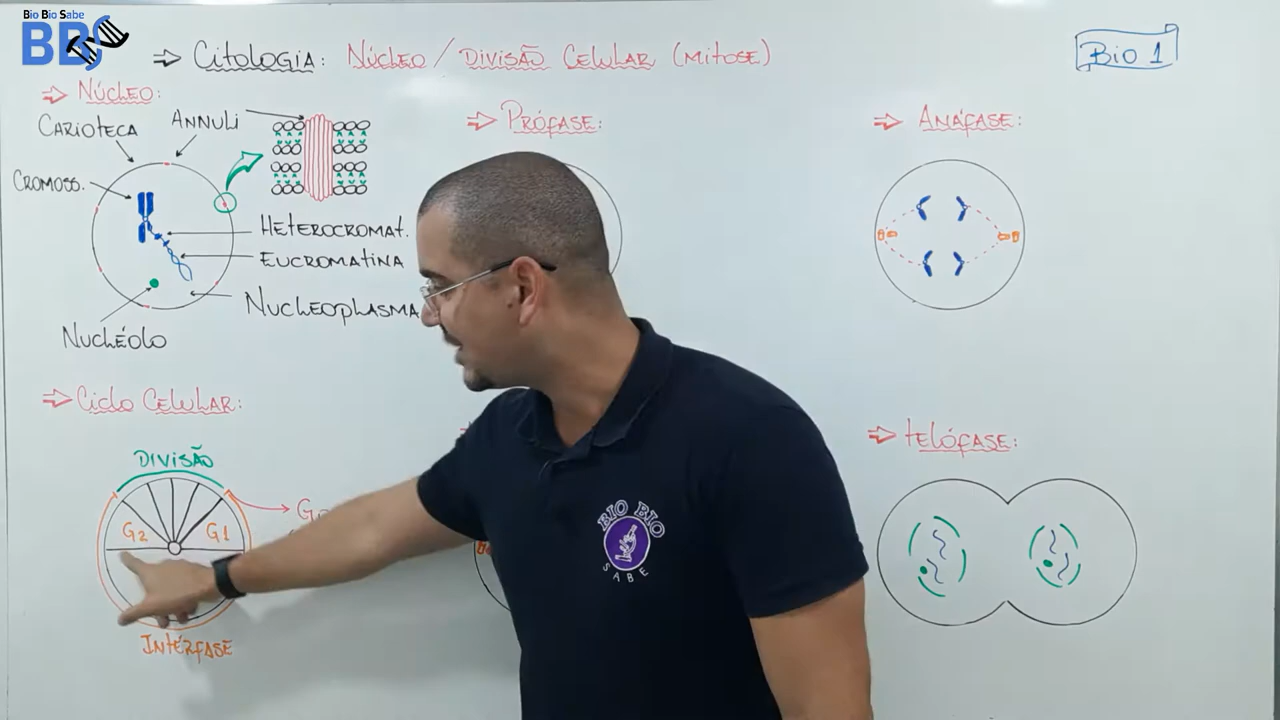 Bio Bio Sabe
BBS
⇒ Citologia: Núcleo / Divisão Celular (Mitose)
Bio 1
⇒ Núcleo:
Carioteca
Annuli
Cromoss.
Heterocromat.
Eucromatina
Nucleoplasma
Nucléolo
⇒ Prófase:
⇒ Anáfase:
⇒ Ciclo Celular:
Divisão
G2
G1
Intérfase
⇒ Telófase:
BIO BIO
SABE